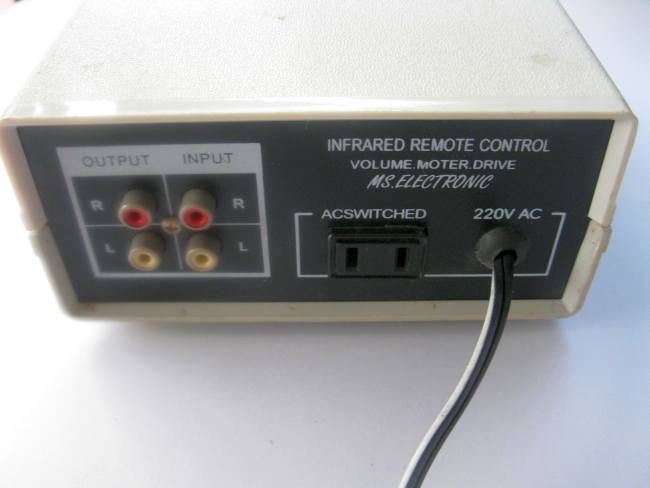 OUTPUT INPUT
R R
L L
INFRARED REMOTE CONTROL
VOLUME.MOTER.DRIVE
MS.ELECTRONIC
ACSWITCHED 220V AC